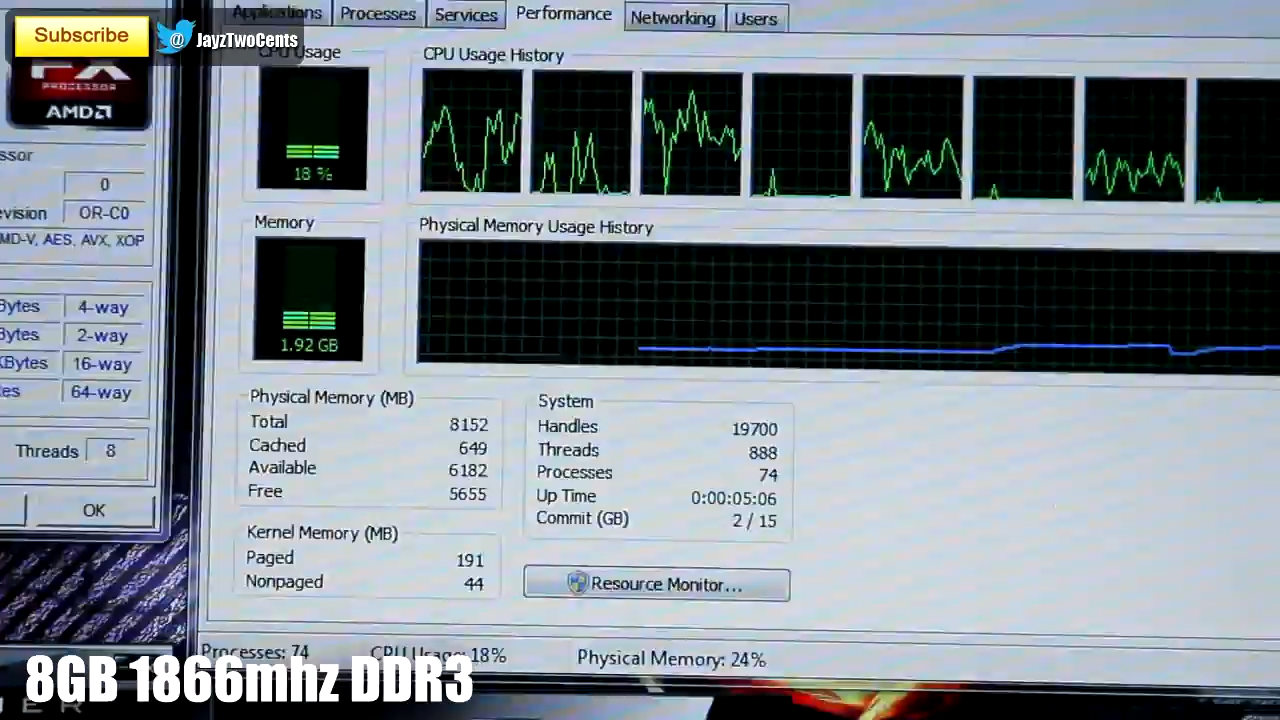 Subscribe
@ JayzTwoCents
Applications Processes Services Performance Networking Users
FX
PROCESSOR
AMD
CPU Usage
18 %
CPU Usage History
0
OR-C0
AES, AVX, XOP
4-way
2-way
16-way
64-way
Threads 8
OK
Memory
1.92 GB
Physical Memory Usage History
Physical Memory (MB)
Total 8152
Cached 649
Available 6182
Free 5655
Kernel Memory (MB)
Paged 191
Nonpaged 44
System
Handles 19700
Threads 888
Processes 74
Up Time 0:00:05:06
Commit (GB) 2 / 15
Resource Monitor...
Processes: 74 CPU Usage: 18% Physical Memory: 24%
8GB 1866mhz DDR3